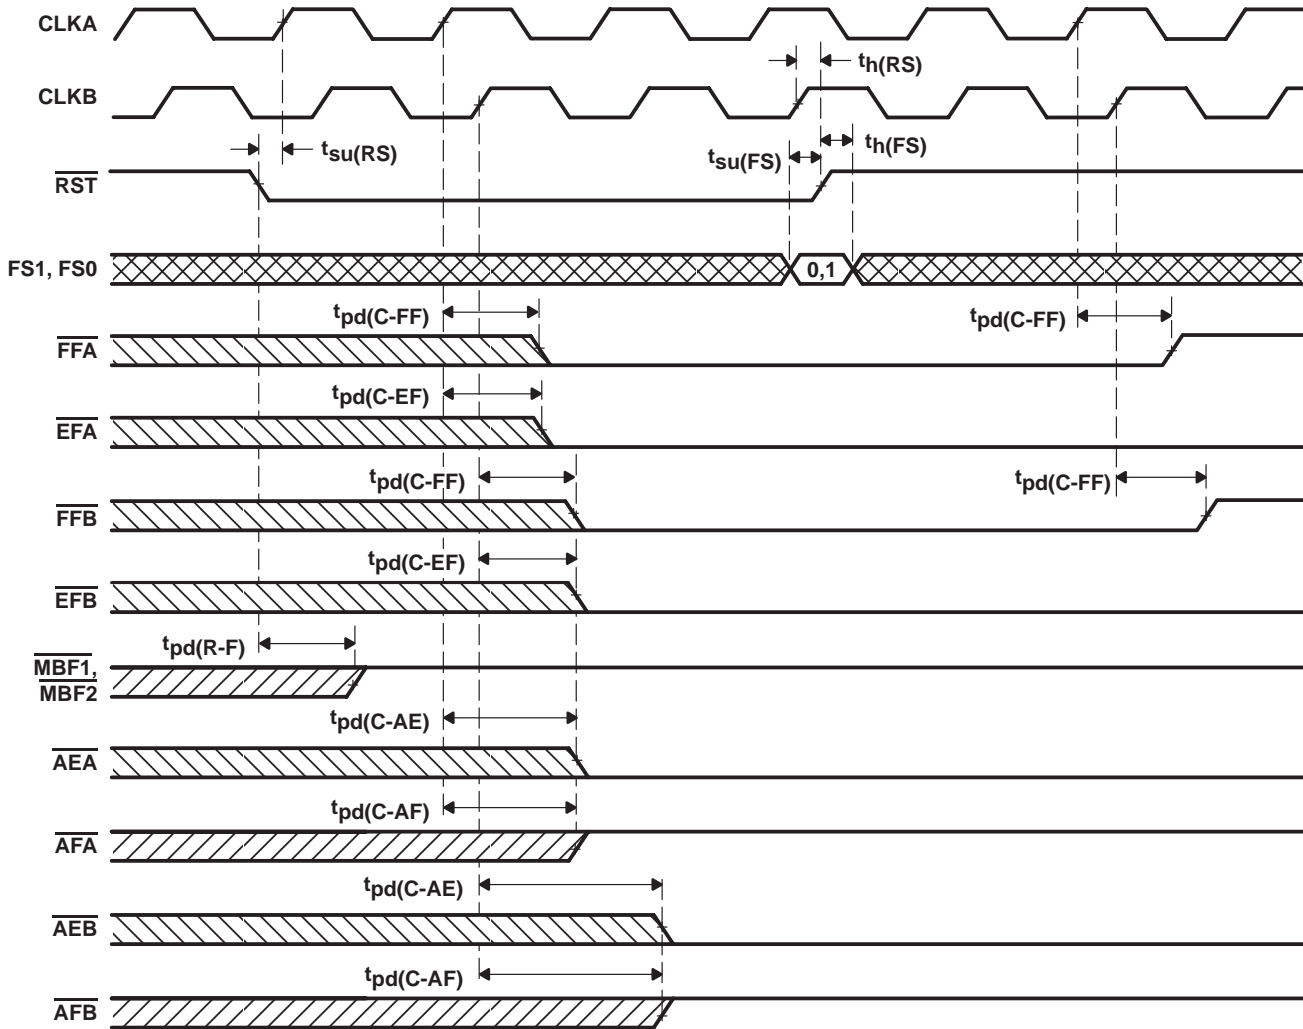 CLKA
th(RS)
CLKB
tsu(RS)
tsu(FS)
th(FS)
RST
FS1, FS0
0,1
tpd(C-FF)
tpd(C-FF)
FFA
tpd(C-EF)
EFA
tpd(C-FF)
tpd(C-FF)
FFB
tpd(C-EF)
EFB
tpd(R-F)
MBF1,
MBF2
tpd(C-AE)
AEA
tpd(C-AF)
AFA
tpd(C-AE)
AEB
tpd(C-AF)
AFB